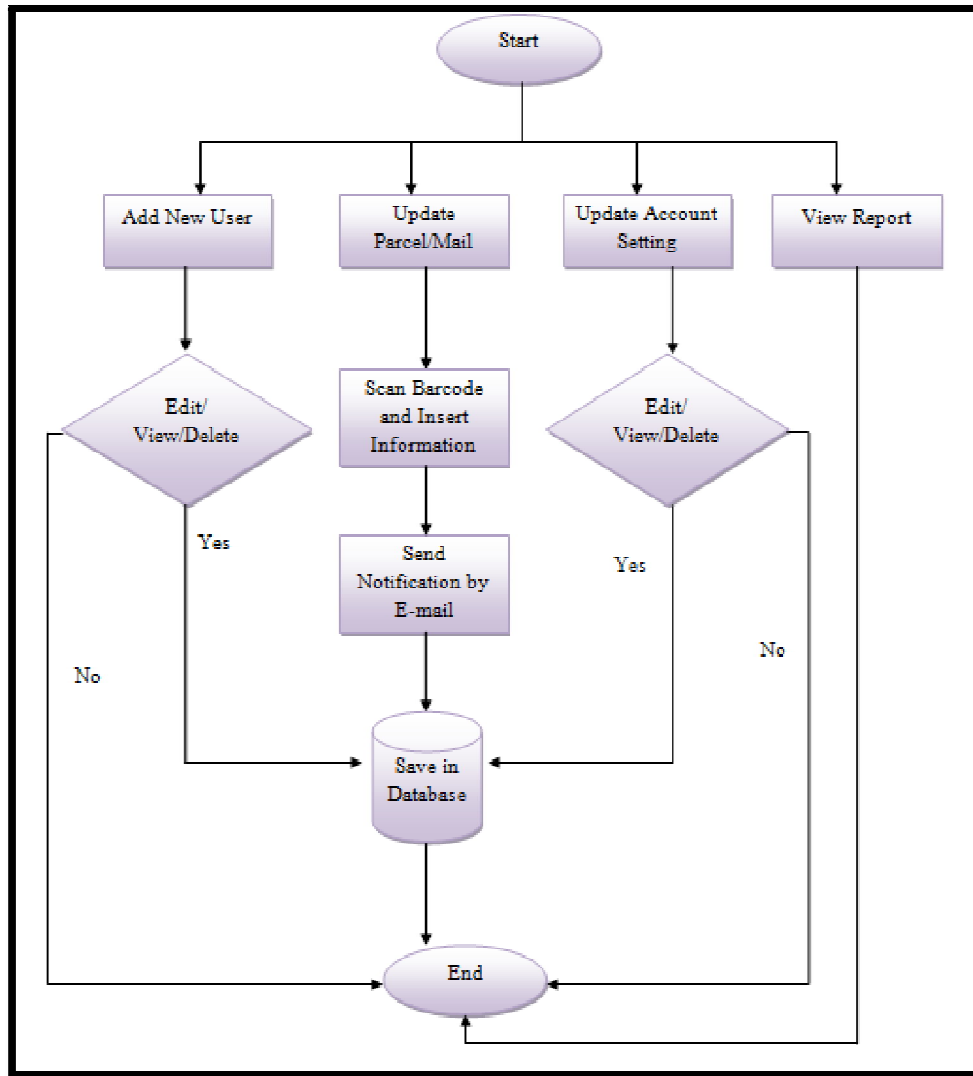 Start
Add New User
Update
Parcel/Mail
Update Account
Setting
View Report
Edit/
View/Delete
Scan Barcode
and Insert
Information
Edit/
View/Delete
Yes
Send
Notification by
E-mail
Yes
No
No
Save in
Database
End